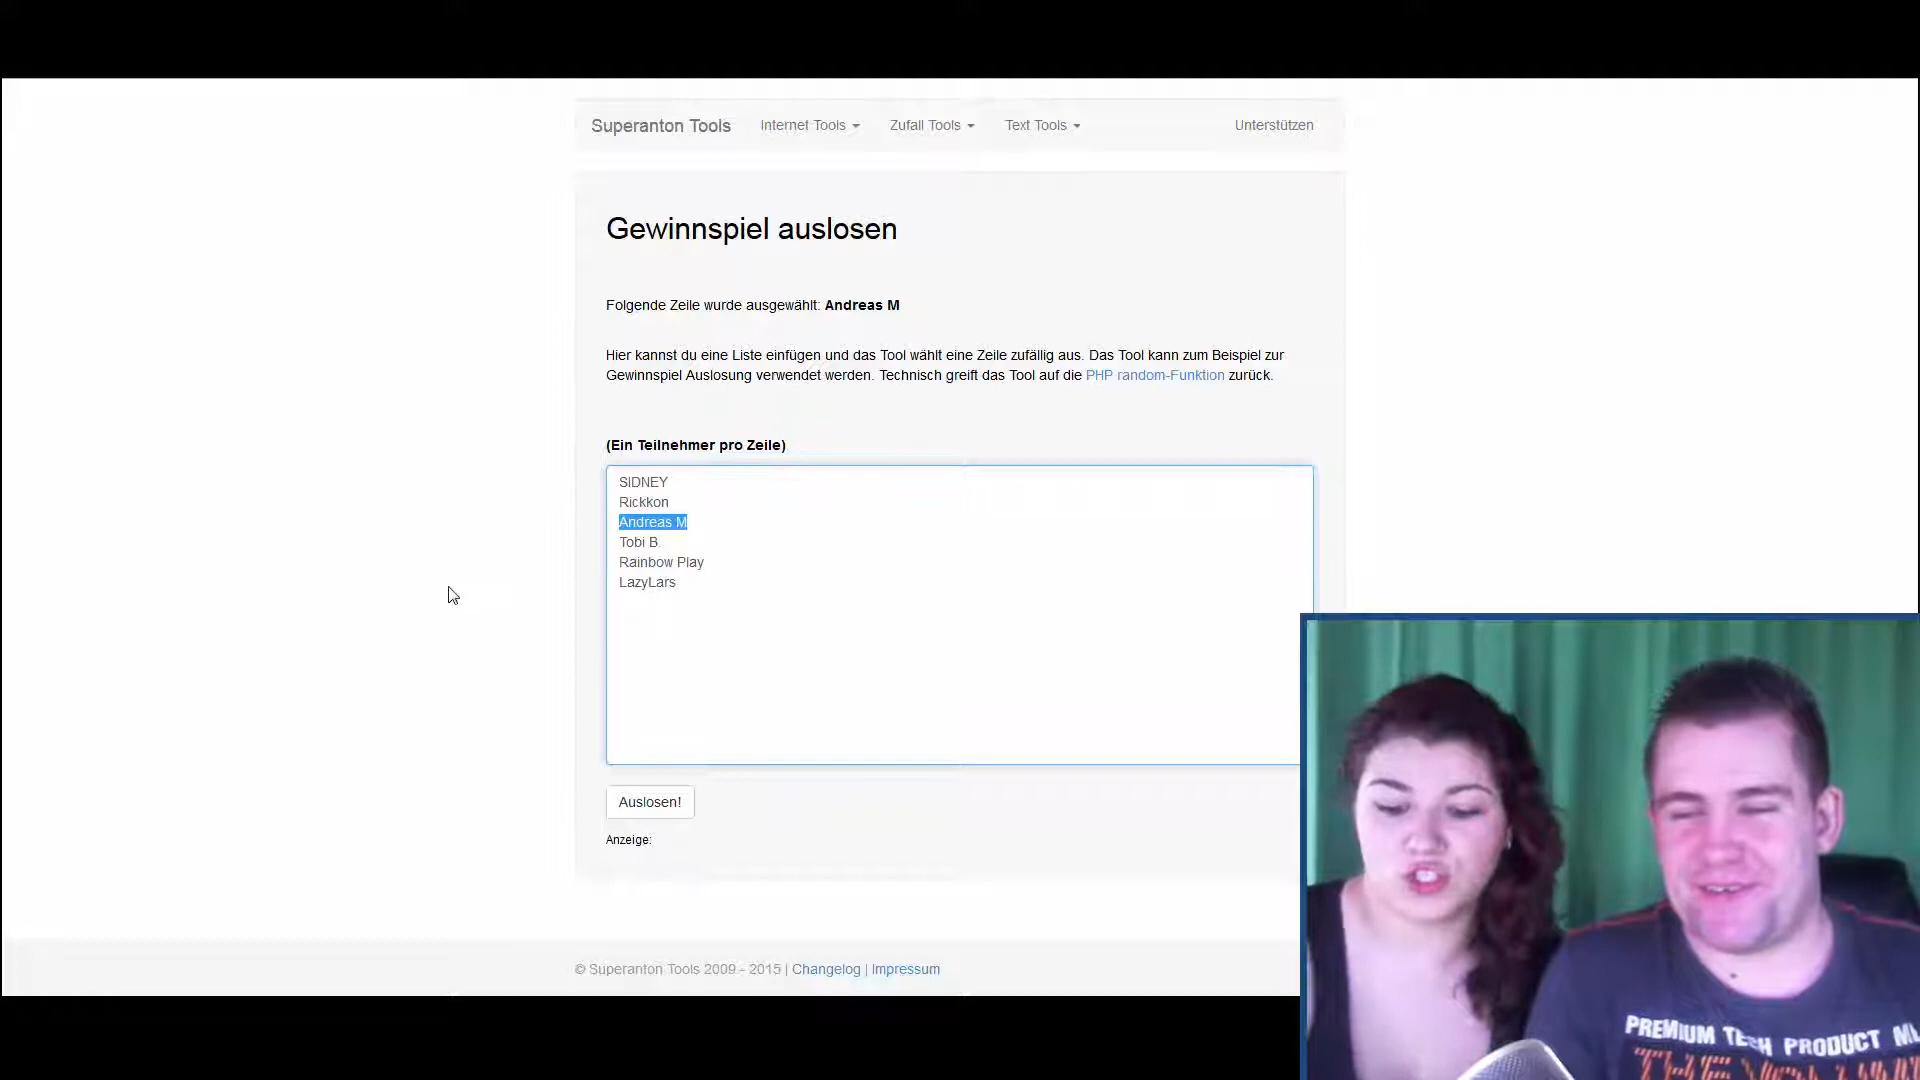 Superanton Tools Internet Tools Zufall Tools Text Tools Unterstützen
Gewinnspiel auslosen
Folgende Zeile wurde ausgewählt: Andreas M
Hier kannst du eine Liste einfügen und das Tool wählt eine Zeile zufällig aus. Das Tool kann zum Beispiel zur
Gewinnspiel Auslosung verwendet werden. Technisch greift das Tool auf die PHP random-Funktion zurück.
(Ein Teilnehmer pro Zeile)
SIDNEY
Rickkon
Andreas M
Tobi B.
Rainbow Play
LazyLars
Auslosen!
Anzeige:
© Superanton Tools 2009 - 2015 | Changelog | Impressum
PREMIUM TECH PRODUCT